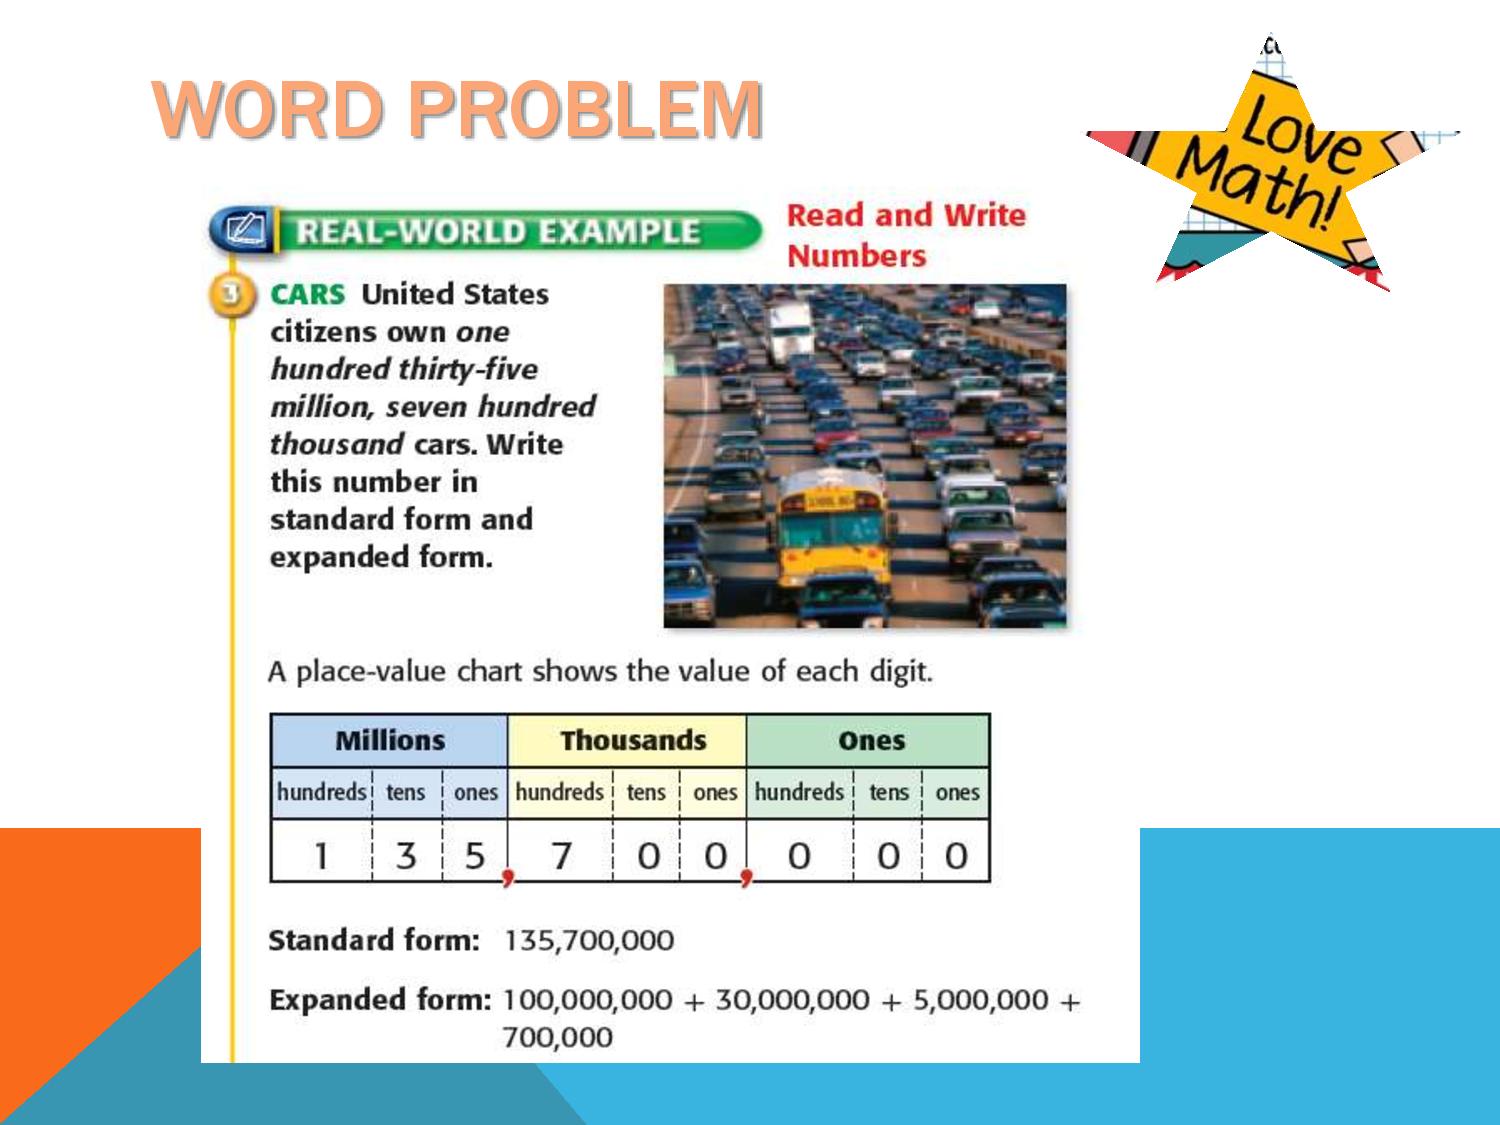 WORD PROBLEM
Love
Math!
REAL-WORLD EXAMPLE
Read and Write
Numbers
3
CARS United States
citizens own one
hundred thirty-five
million, seven hundred
thousand cars. Write
this number in
standard form and
expanded form.
SCHOOL BUS
A place-value chart shows the value of each digit.
Millions Thousands Ones
hundreds tens ones hundreds tens ones hundreds tens ones
1 3 5, 7 0 0, 0 0 0
Standard form: 135,700,000
Expanded form: 100,000,000 + 30,000,000 + 5,000,000 +
700,000